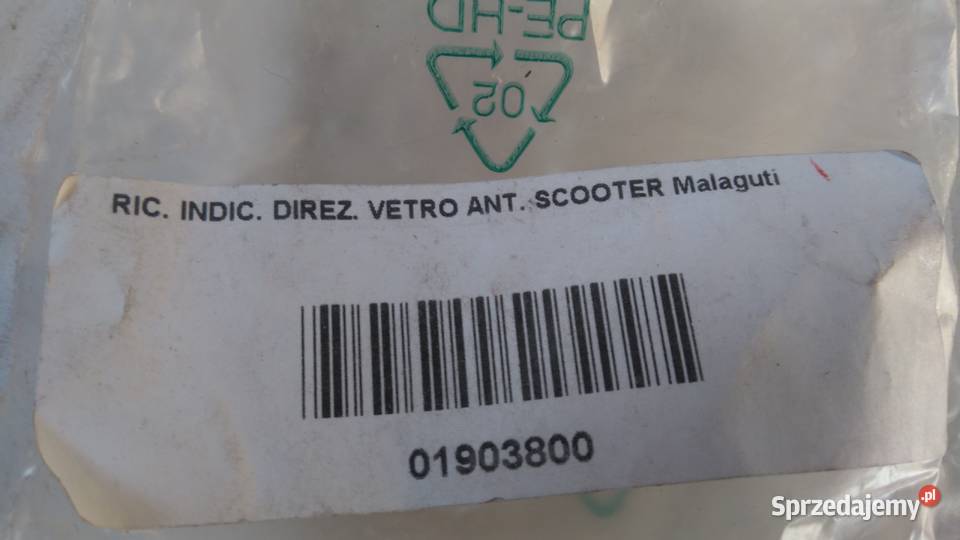 PE-HD
02
RIC. INDIC. DIREZ. VETRO ANT. SCOOTER Malaguti
01903800
Sprzedajemy.pl